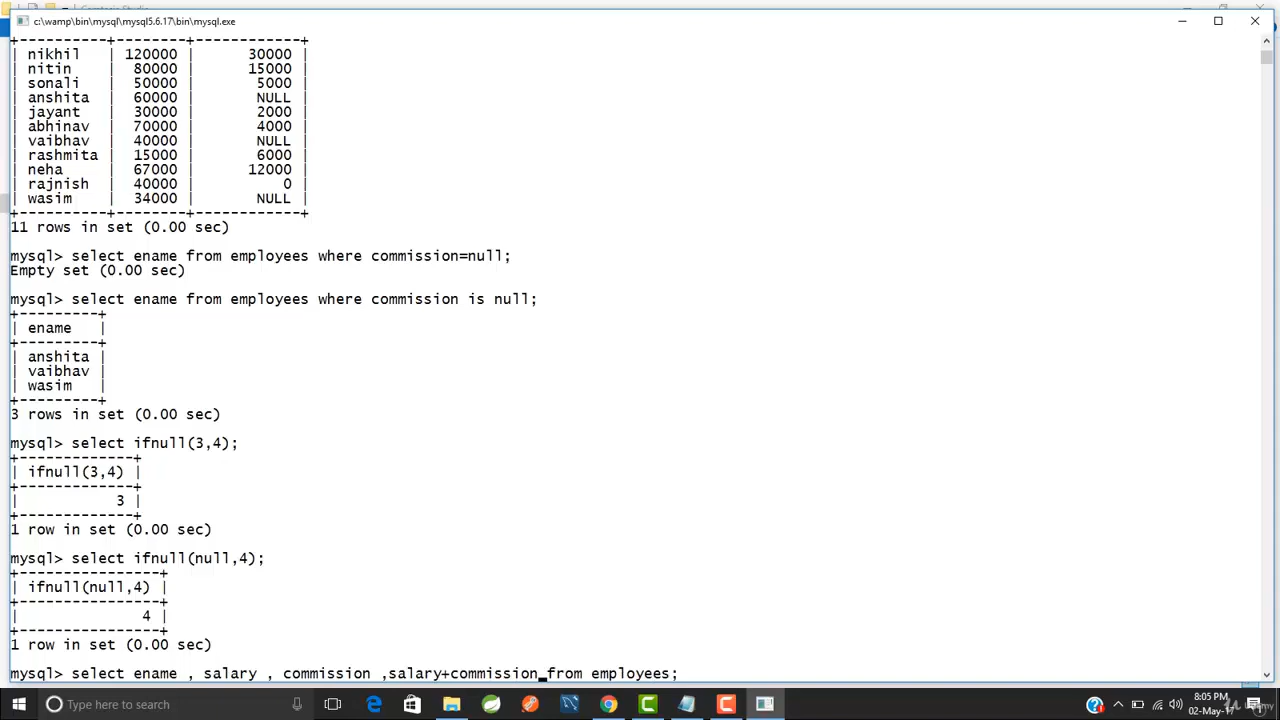 c:\wamp\bin\mysql\mysql5.6.17\bin\mysql.exe
+----------+--------+------------+
| nikhil   | 120000 |      30000 |
| nitin    |  80000 |      15000 |
| sonali   |  50000 |       5000 |
| anshita  |  60000 |       NULL |
| jayant   |  30000 |       2000 |
| abhinav  |  70000 |       4000 |
| vaibhav  |  40000 |       NULL |
| rashmita |  15000 |       6000 |
| neha     |  67000 |      12000 |
| rajnish  |  40000 |          0 |
| wasim    |  34000 |       NULL |
+----------+--------+------------+
11 rows in set (0.00 sec)
mysql> select ename from employees where commission=null;
Empty set (0.00 sec)
mysql> select ename from employees where commission is null;
+---------+
| ename   |
+---------+
| anshita |
| vaibhav |
| wasim   |
+---------+
3 rows in set (0.00 sec)
mysql> select ifnull(3,4);
+-------------+
| ifnull(3,4) |
+-------------+
|           3 |
+-------------+
1 row in set (0.00 sec)
mysql> select ifnull(null,4);
+----------------+
| ifnull(null,4) |
+----------------+
|              4 |
+----------------+
1 row in set (0.00 sec)
mysql> select ename , salary , commission ,salary+commission from employees;
Type here to search
8:05 PM